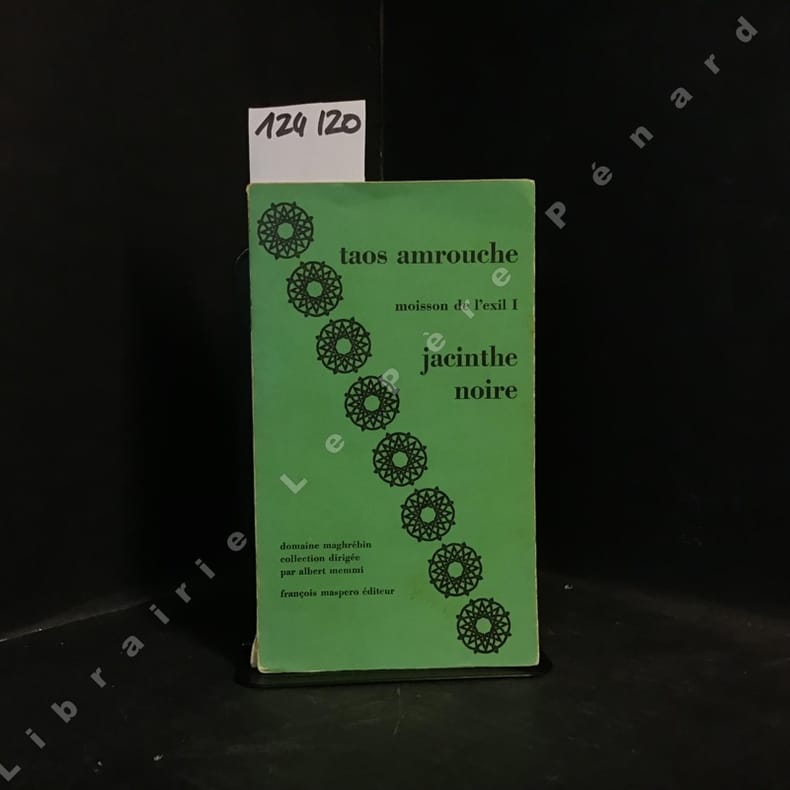 124 120
taos amrouche
moisson de l'exil I
jacinthe
noire
domaine maghrébin
collection dirigée
par albert memmi
françois maspero éditeur
Librairie Le Père Pénard